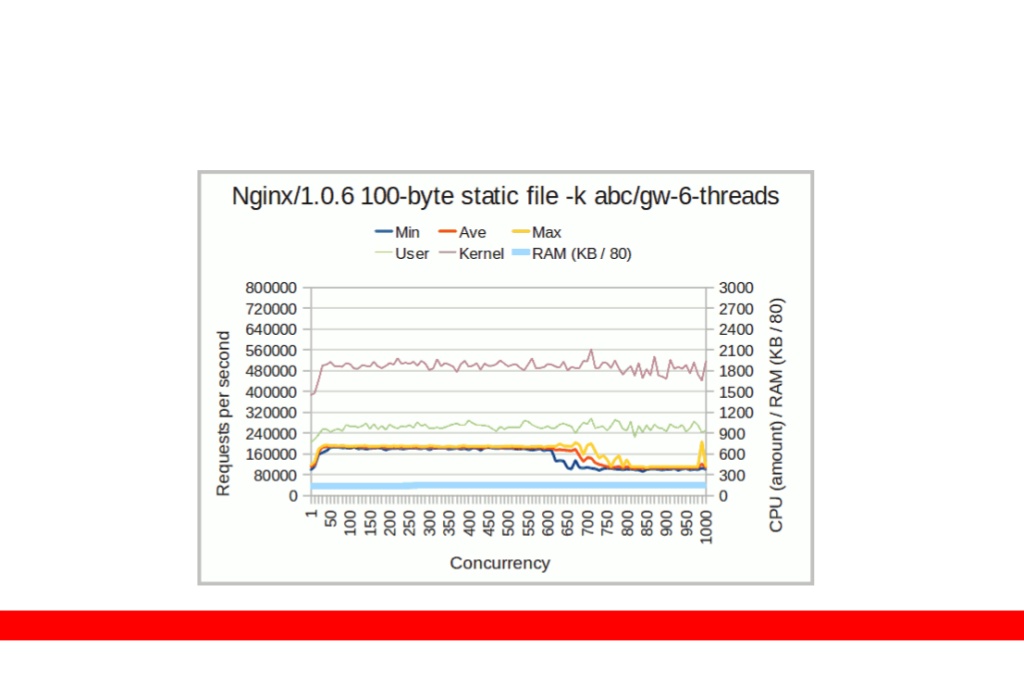 Nginx/1.0.6 100-byte static file -k abc/gw-6-threads
Min Ave Max
User Kernel RAM (KB / 80)
800000 3000
720000 2700
640000 2400
560000 2100
480000 1800
400000 1500
320000 1200
240000 900
160000 600
80000 300
0 0
Requests per second
CPU (amount) / RAM (KB / 80)
1 50 100 150 200 250 300 350 400 450 500 550 600 650 700 750 800 850 900 950 1000
Concurrency